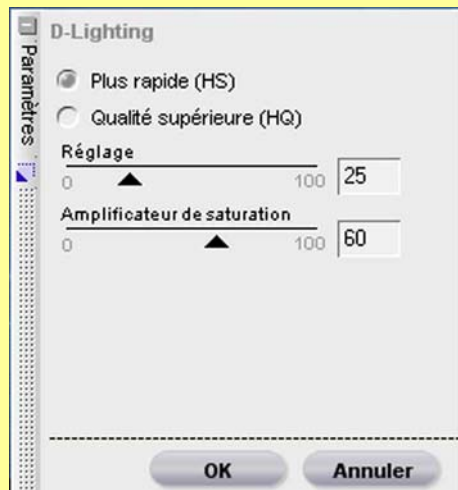 Paramètres
D-Lighting
Plus rapide (HS)
Qualité supérieure (HQ)
Réglage
0 100 25
Amplificateur de saturation
0 100 60
OK Annuler